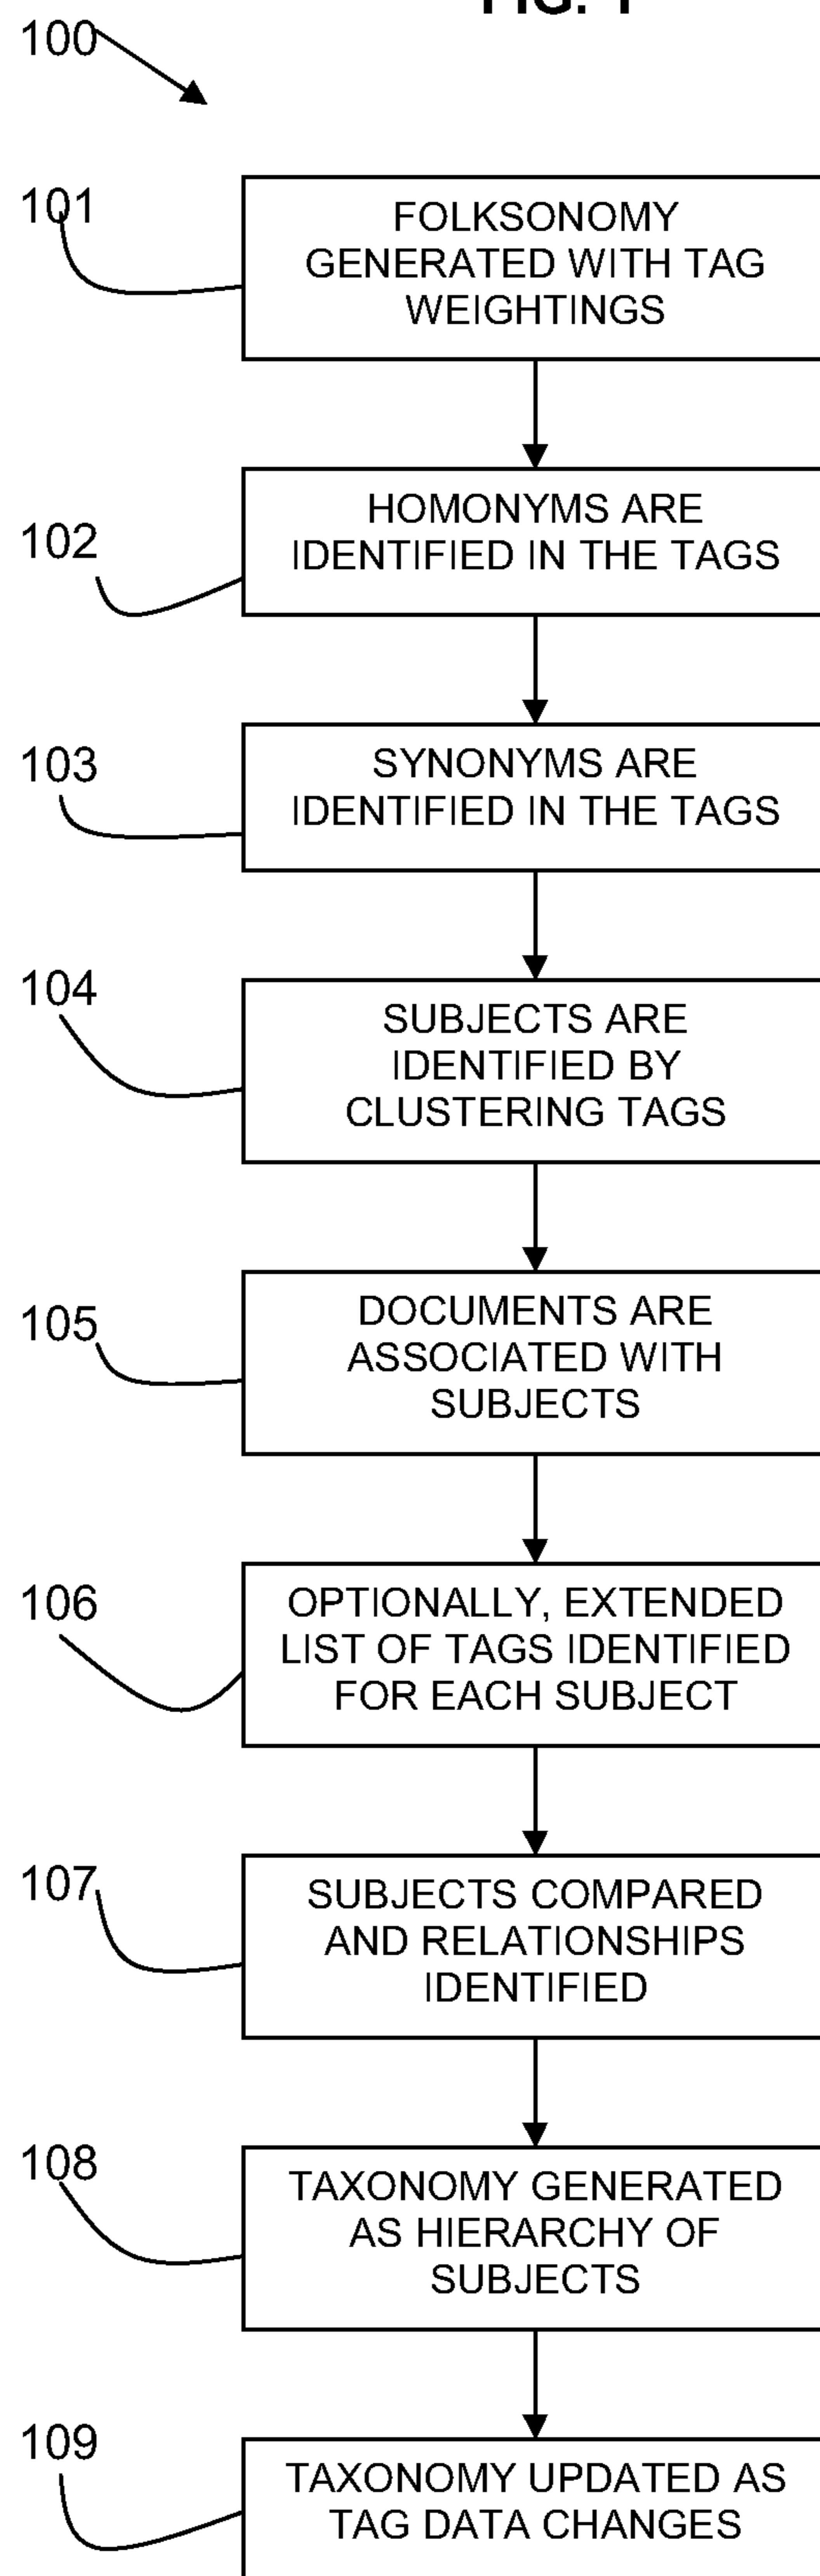 FIG. 1
100
101
FOLKSONOMY
GENERATED WITH TAG
WEIGHTINGS
102
HOMONYMS ARE
IDENTIFIED IN THE TAGS
103
SYNONYMS ARE
IDENTIFIED IN THE TAGS
104
SUBJECTS ARE
IDENTIFIED BY
CLUSTERING TAGS
105
DOCUMENTS ARE
ASSOCIATED WITH
SUBJECTS
106
OPTIONALLY, EXTENDED
LIST OF TAGS IDENTIFIED
FOR EACH SUBJECT
107
SUBJECTS COMPARED
AND RELATIONSHIPS
IDENTIFIED
108
TAXONOMY GENERATED
AS HIERARCHY OF
SUBJECTS
109
TAXONOMY UPDATED AS
TAG DATA CHANGES